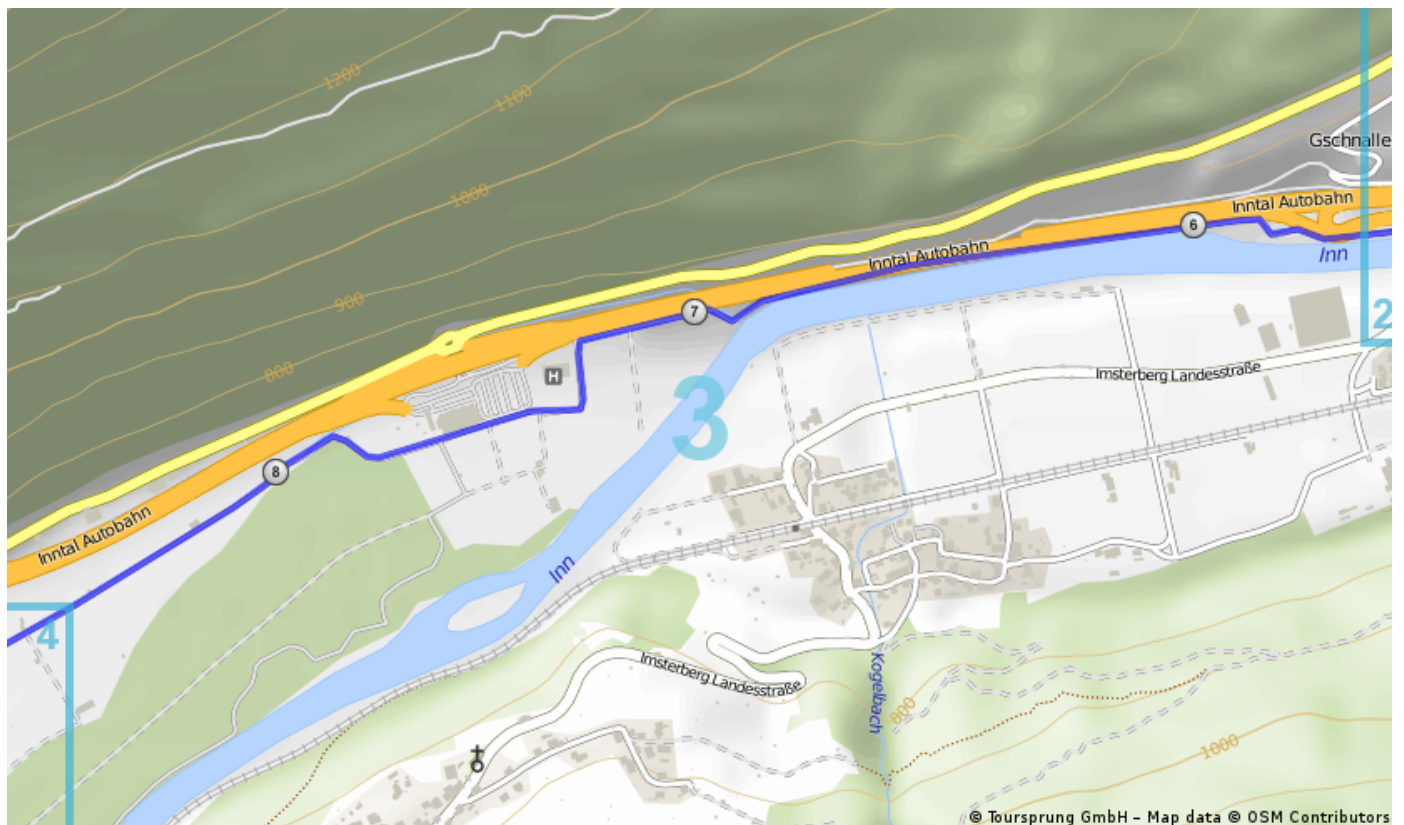 1200
1100
Gschnalle
1000
Inntal Autobahn
6
Inntal Autobahn
Inn
900
7
2
800
H
Imsterberg Landesstraße
3
8
Inntal Autobahn
Inn
4
Imsterberg Landesstraße
Kogelbach
800
1000
© Toursprung GmbH – Map data © OSM Contributors